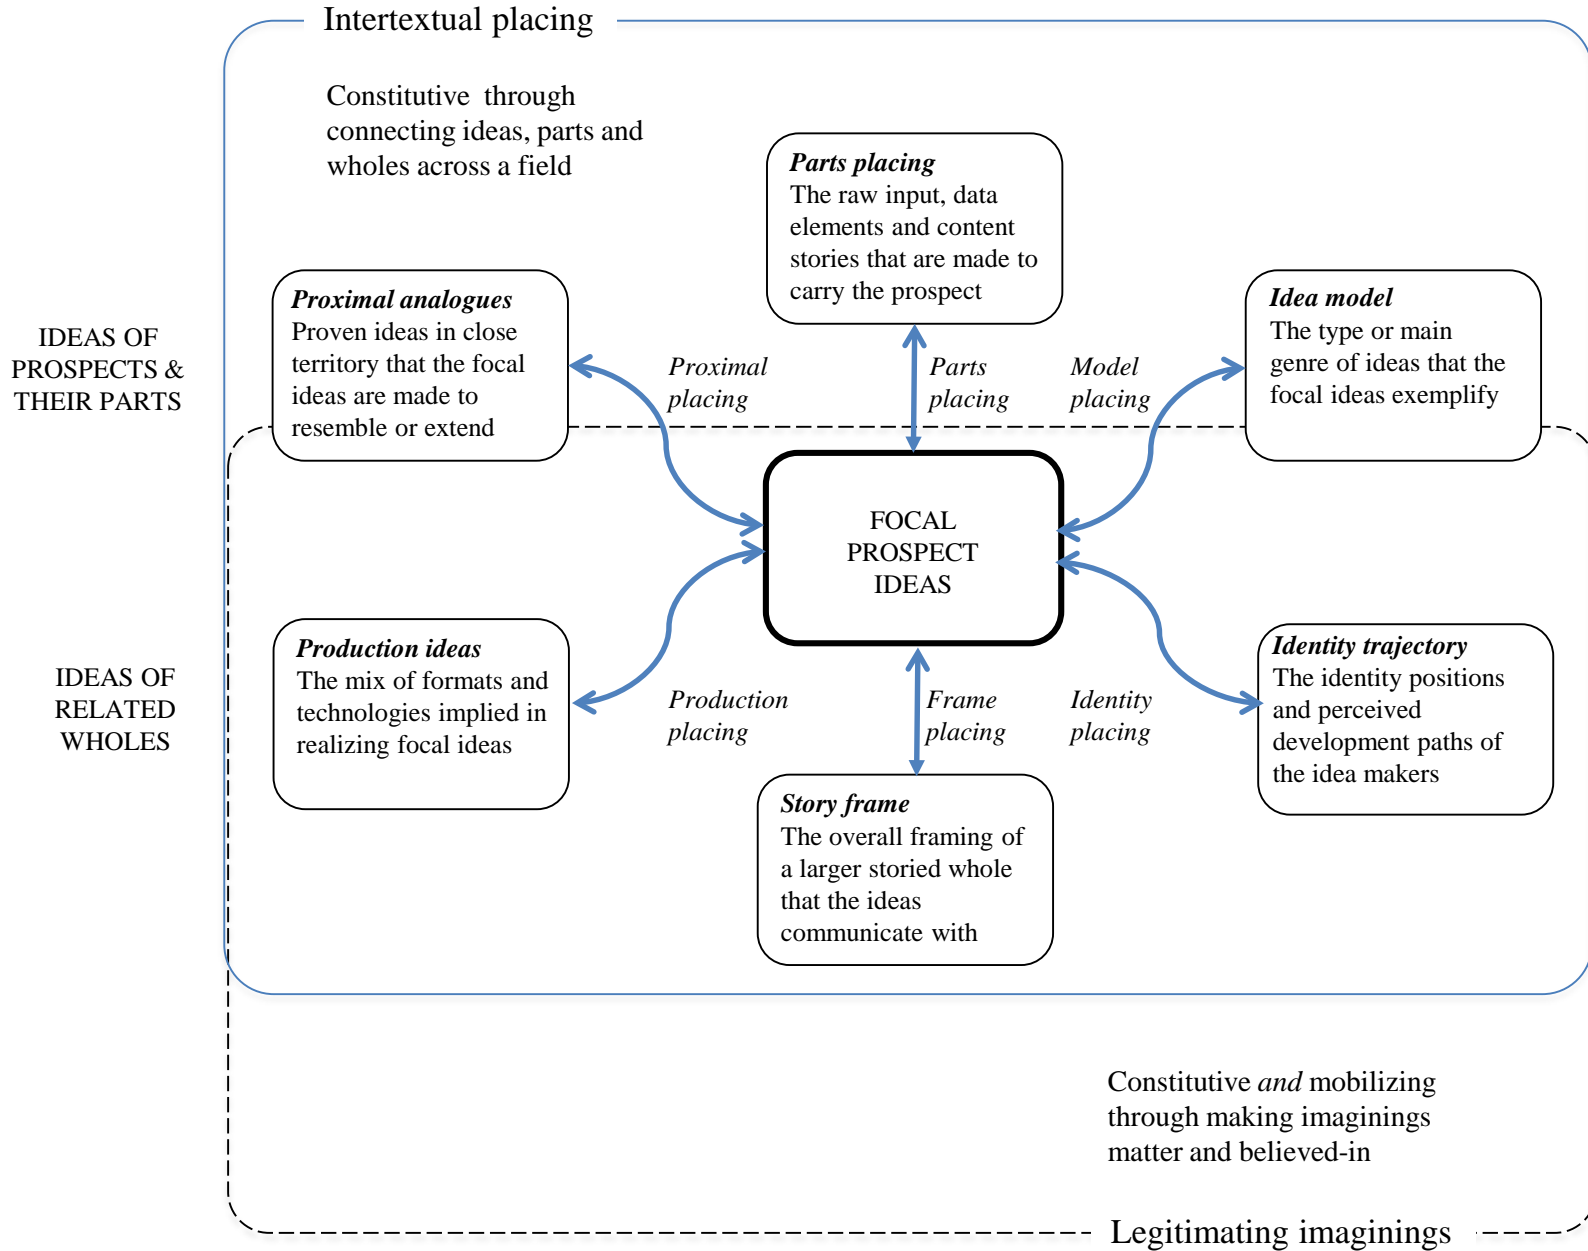 Intertextual placing
Constitutive through
connecting ideas, parts and
wholes across a field
Parts placing
The raw input, data
elements and content
stories that are made to
carry the prospect
Proximal analogues
Proven ideas in close
territory that the focal
ideas are made to
resemble or extend
Idea model
The type or main
genre of ideas that the
focal ideas exemplify
IDEAS OF
PROSPECTS &
THEIR PARTS
Proximal
placing
Parts
placing
Model
placing
FOCAL
PROSPECT
IDEAS
IDEAS OF
RELATED
WHOLES
Production ideas
The mix of formats and
technologies implied in
realizing focal ideas
Production
placing
Frame
placing
Identity
placing
Identity trajectory
The identity positions
and perceived
development paths of
the idea makers
Story frame
The overall framing of
a larger storied whole
that the ideas
communicate with
Constitutive and mobilizing
through making imaginings
matter and believed-in
Legitimating imaginings